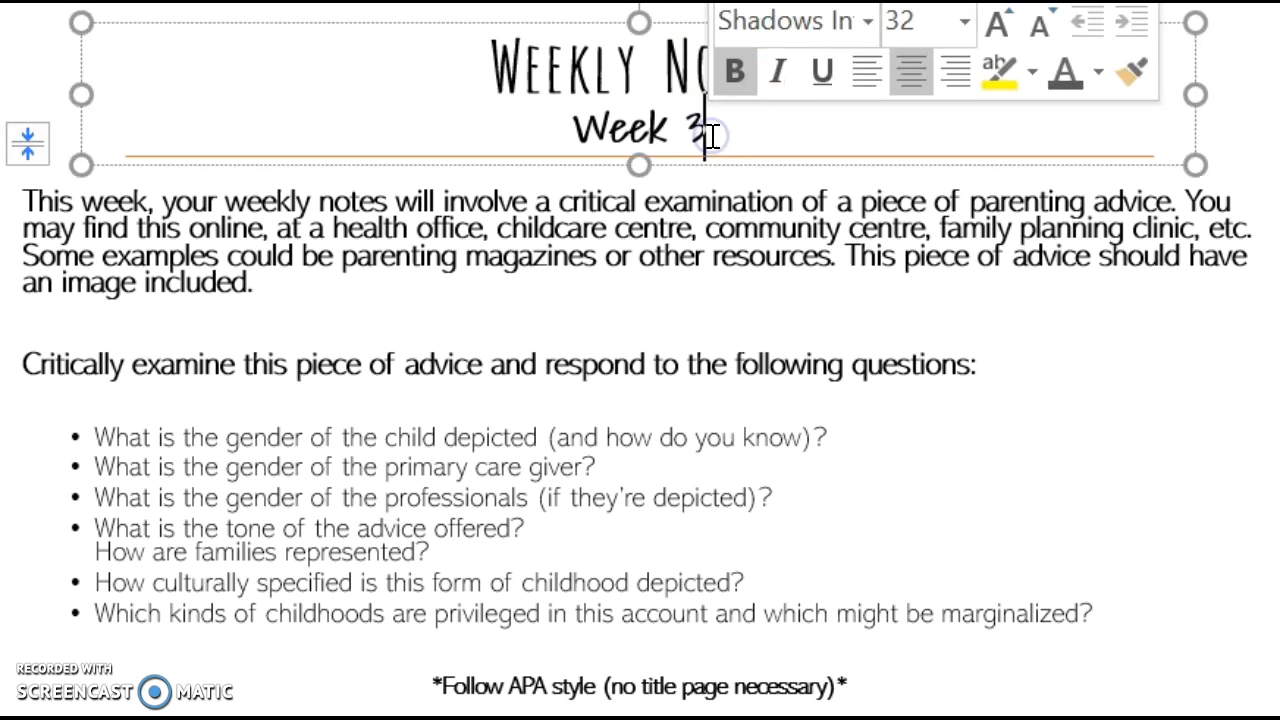 Shadows In
32
WEEKLY
Week 3
This week, your weekly notes will involve a critical examination of a piece of parenting advice. You
may find this online, at a health office, childcare centre, community centre, family planning clinic, etc.
Some examples could be parenting magazines or other resources. This piece of advice should have
an image included.
Critically examine this piece of advice and respond to the following questions:
• What is the gender of the child depicted (and how do you know)?
• What is the gender of the primary care giver?
• What is the gender of the professionals (if they're depicted)?
• What is the tone of the advice offered?
How are families represented?
• How culturally specified is this form of childhood depicted?
• Which kinds of childhoods are privileged in this account and which might be marginalized?
*Follow APA style (no title page necessary)*
RECORDED WITH
SCREENCAST MATIC